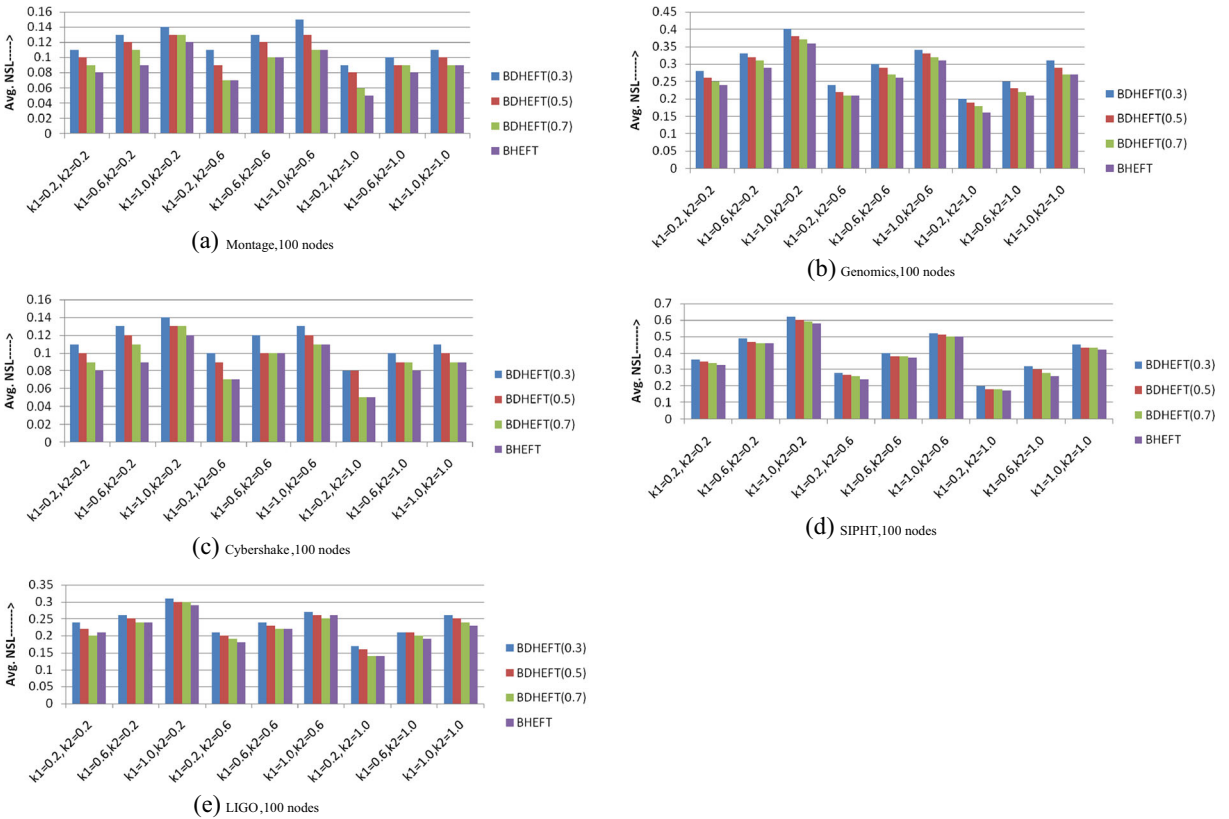 Avg. NSL----->
0.16
0.14
0.12
0.1
0.08
0.06
0.04
0.02
0
k1=0.2, k2=0.2
k1=0.6,k2=0.2
k1=1.0,k2=0.2
k1=0.2, k2=0.6
k1=0.6, k2=0.6
k1=1.0,k2=0.6
k1=0.2, k2=1.0
k1=0.6,k2=1.0
k1=1.0,k2=1.0
BDHEFT(0.3)
BDHEFT(0.5)
BDHEFT(0.7)
BHEFT
(a) Montage,100 nodes
Avg. NSL---->
0.45
0.4
0.35
0.3
0.25
0.2
0.15
0.1
0.05
0
k1=0.2, k2=0.2
k1=0.6,k2=0.2
k1=1.0,k2=0.2
k1=0.2, k2=0.6
k1=0.6, k2=0.6
k1=1.0,k2=0.6
k1=0.2, k2=1.0
k1=0.6,k2=1.0
k1=1.0,k2=1.0
BDHEFT(0.3)
BDHEFT(0.5)
BDHEFT(0.7)
BHEFT
(b) Genomics,100 nodes
Avg. NSL----->
0.16
0.14
0.12
0.1
0.08
0.06
0.04
0.02
0
k1=0.2, k2=0.2
k1=0.6,k2=0.2
k1=1.0,k2=0.2
k1=0.2, k2=0.6
k1=0.6, k2=0.6
k1=1.0,k2=0.6
k1=0.2, k2=1.0
k1=0.6,k2=1.0
k1=1.0,k2=1.0
BDHEFT(0.3)
BDHEFT(0.5)
BDHEFT(0.7)
BHEFT
(c) Cybershake,100 nodes
Avg. NSL------->
0.7
0.6
0.5
0.4
0.3
0.2
0.1
0
k1=0.2, k2=0.2
k1=0.6,k2=0.2
k1=1.0,k2=0.2
k1=0.2, k2=0.6
k1=0.6, k2=0.6
k1=1.0,k2=0.6
k1=0.2, k2=1.0
k1=0.6,k2=1.0
k1=1.0,k2=1.0
BDHEFT(0.3)
BDHEFT(0.5)
BDHEFT(0.7)
BHEFT
(d) SIPHT,100 nodes
Avg. NSL------->
0.35
0.3
0.25
0.2
0.15
0.1
0.05
0
k1=0.2, k2=0.2
k1=0.6,k2=0.2
k1=1.0,k2=0.2
k1=0.2, k2=0.6
k1=0.6, k2=0.6
k1=1.0,k2=0.6
k1=0.2, k2=1.0
k1=0.6,k2=1.0
k1=1.0,k2=1.0
BDHEFT(0.3)
BDHEFT(0.5)
BDHEFT(0.7)
BHEFT
(e) LIGO,100 nodes